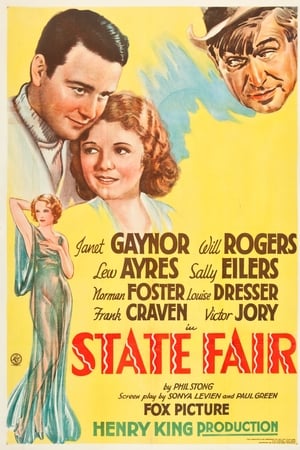 Janet GAYNOR Will ROGERS
Lew AYRES Sally EILERS
Norman FOSTER Louise DRESSER
Frank CRAVEN Victor JORY
in
STATE FAIR
by PHIL STONG
Screen play by SONYA LEVIEN and PAUL GREEN
FOX PICTURE
HENRY KING PRODUCTION